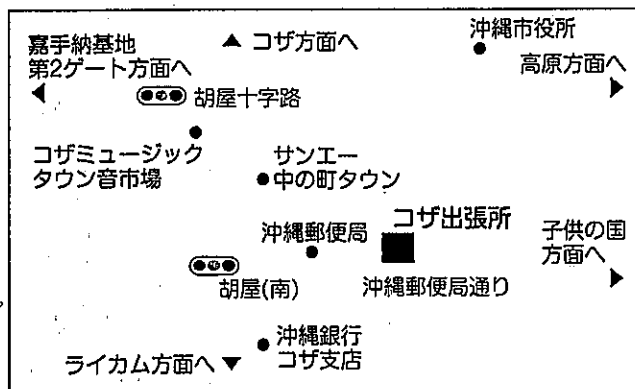 嘉手納基地
第2ゲート方面へ
▲ コザ方面へ
沖縄市役所
高原方面へ
胡屋十字路
コザミュージック
タウン音市場
サンエー
中の町タウン
コザ出張所
沖縄郵便局
子供の国
方面へ
胡屋(南)
沖縄郵便局通り
沖縄銀行
コザ支店
ライカム方面へ▼